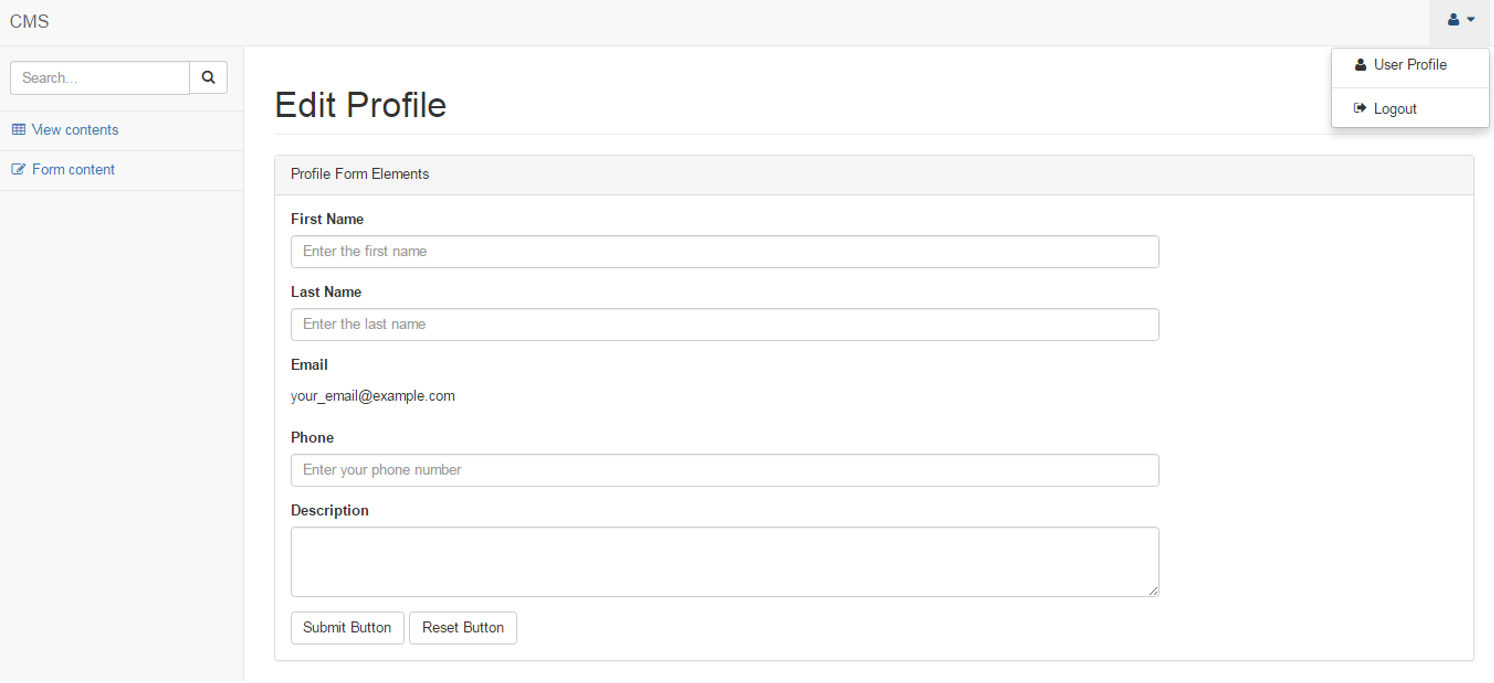 CMS
User Profile
Logout
Search...
View contents
Form content
Edit Profile
Profile Form Elements
First Name
Enter the first name
Last Name
Enter the last name
Email
your_email@example.com
Phone
Enter your phone number
Description
Submit Button Reset Button